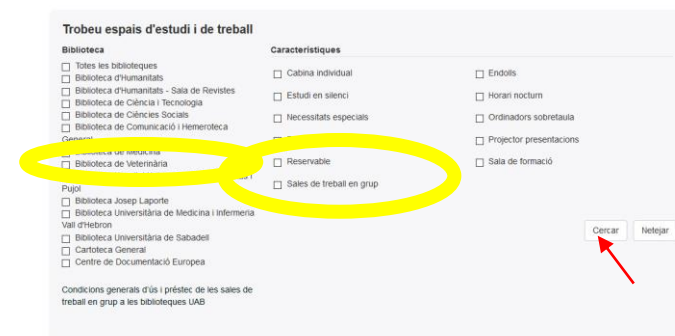 Trobeu espais d'estudi i de treball
Biblioteca
Totes les biblioteques
Biblioteca d'Humanitats
Biblioteca d'Humanitats - Sala de Revistes
Biblioteca de Ciència i Tecnologia
Biblioteca de Ciències Socials
Biblioteca de Comunicació i Hemeroteca
General
Biblioteca de Medicina
Biblioteca de Veterinària
i
Pujol
Biblioteca Josep Laporte
Biblioteca Universitària de Medicina i Infermeria
Vall d'Hebron
Biblioteca Universitària de Sabadell
Cartoteca General
Centre de Documentació Europea
Condicions generals d'ús i préstec de les sales de
treball en grup a les biblioteques UAB
Característiques
Cabina individual
Estudi en silenci
Necessitats especials
Reservable
Sales de treball en grup
Endolls
Horari nocturn
Ordinadors sobretaula
Projector presentacions
Sala de formació
Cercar
Netejar